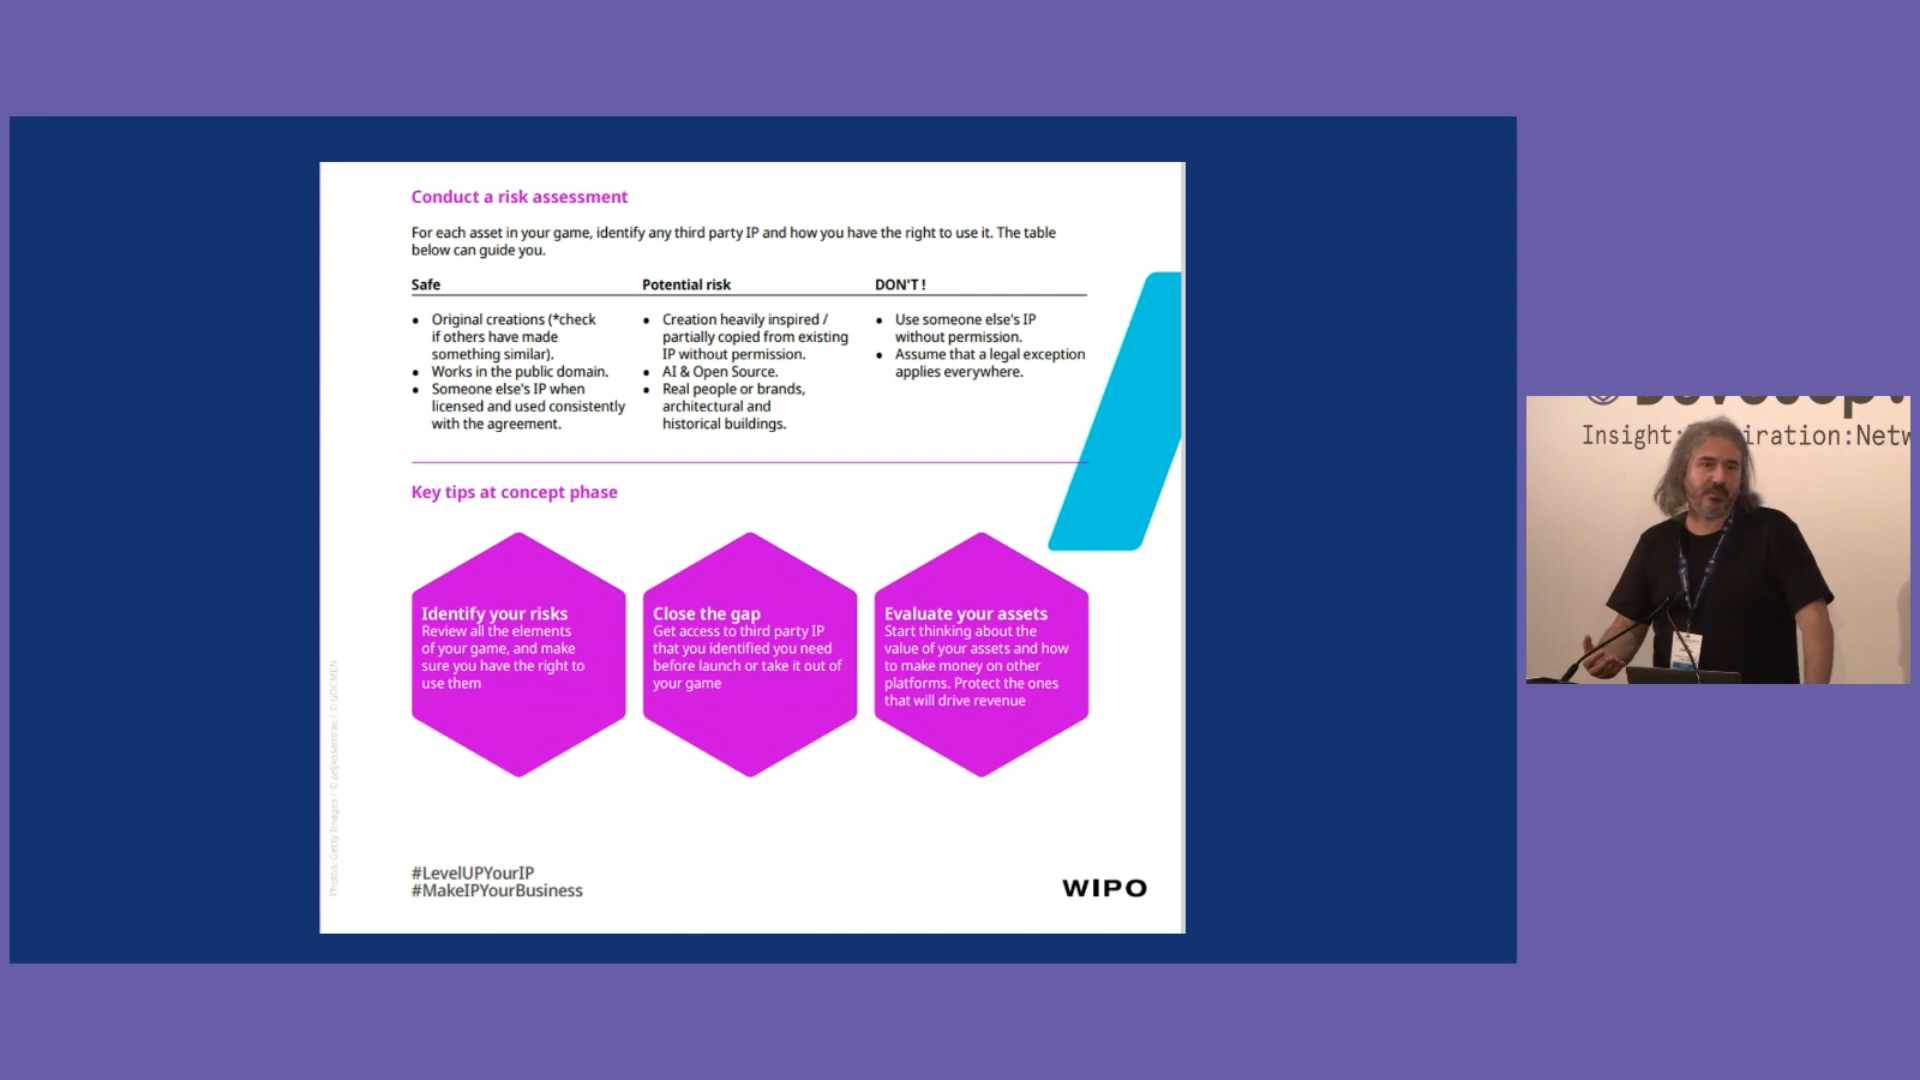 Conduct a risk assessment
For each asset in your game, identify any third party IP and how you have the right to use it. The table
below can guide you.
Safe
● Original creations (*check
if others have made
something similar).
● Works in the public domain.
● Someone else's IP when
licensed and used consistently
with the agreement.
Potential risk
● Creation heavily inspired /
partially copied from existing
IP without permission.
● AI & Open Source.
● Real people or brands,
architectural and
historical buildings.
DON'T !
● Use someone else's IP
without permission.
● Assume that a legal exception
applies everywhere.
Key tips at concept phase
Identify your risks
Review all the elements
of your game, and make
sure you have the right to
use them
Close the gap
Get access to third party IP
that you identified you need
before launch or take it out of
your game
Evaluate your assets
Start thinking about the
value of your assets and how
to make money on other
platforms. Protect the ones
that will drive revenue
Photos: Getty Images / © zeljkosantrac / © GOCMEN
#LevelUPYourIP
#MakeIPYourBusiness
WIPO
Develop:
Insight: iration:Netw